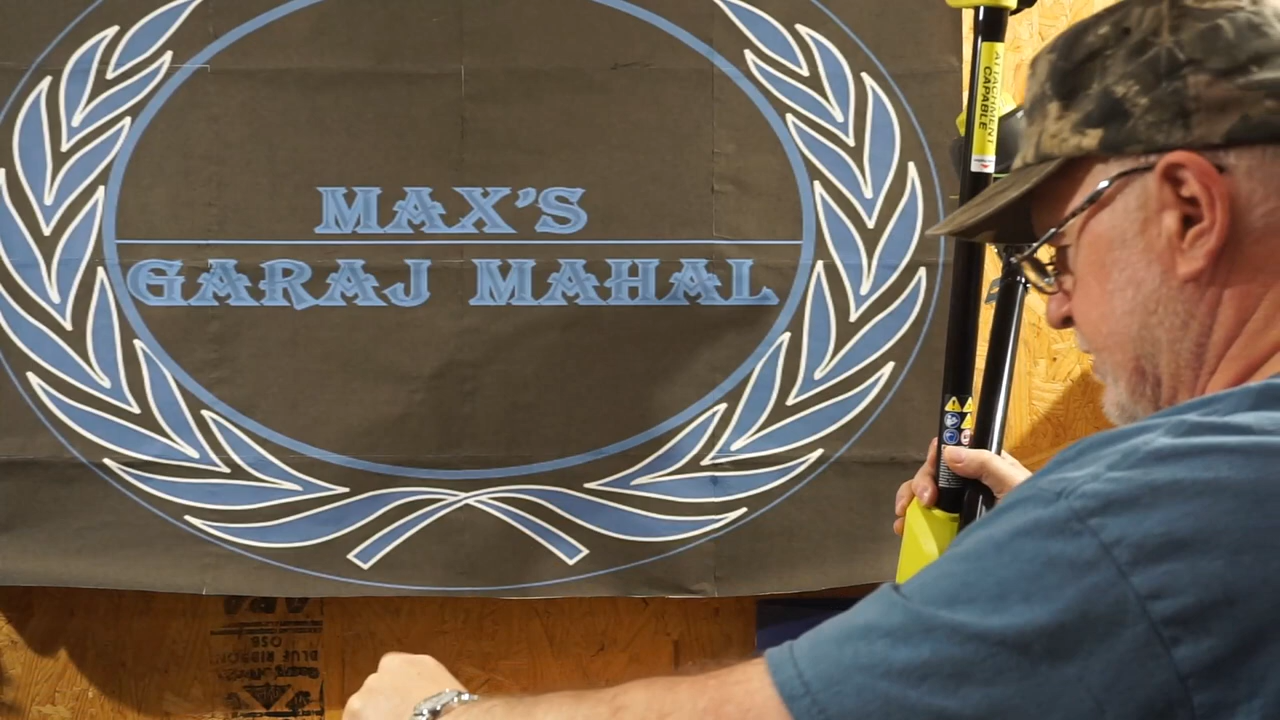 MAX'S
GARAJ MAHAL
ATTACHMENT
CAPABLE
OSB
BLUE RIBBON